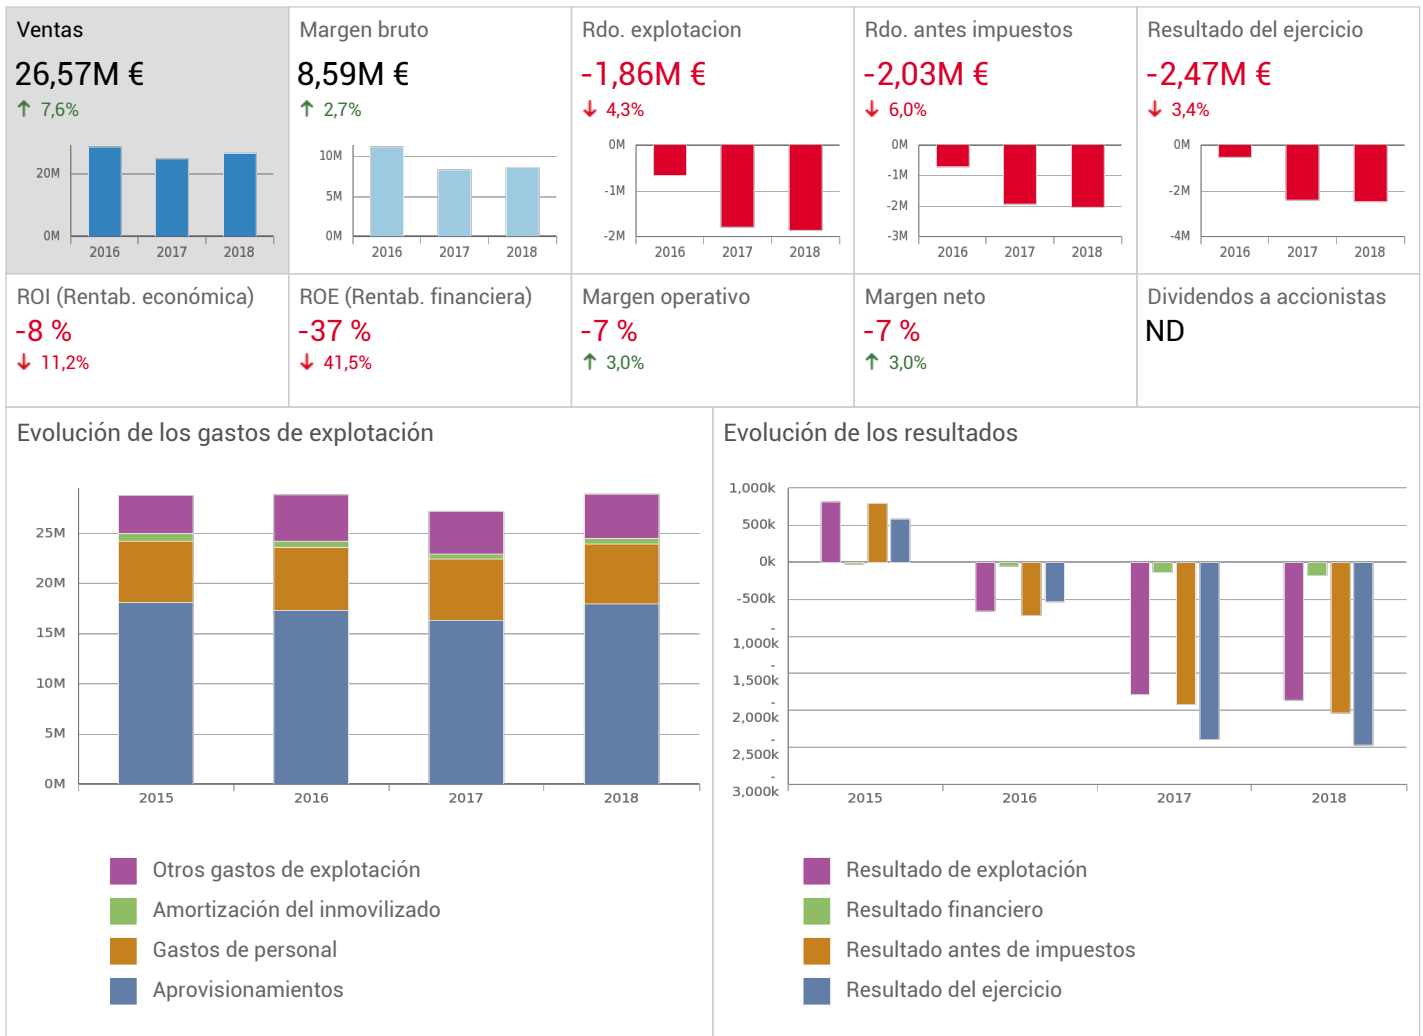 Ventas
26,57M €
↑ 7,6%
20M
0M
2016 2017 2018
Margen bruto
8,59M €
↑ 2,7%
10M
5M
0M
2016 2017 2018
Rdo. explotacion
-1,86M €
↓ 4,3%
0M
-1M
-2M
2016 2017 2018
Rdo. antes impuestos
-2,03M €
↓ 6,0%
0M
-1M
-2M
-3M
2016 2017 2018
Resultado del ejercicio
-2,47M €
↓ 3,4%
0M
-2M
-4M
2016 2017 2018
ROI (Rentab. económica)
-8 %
↓ 11,2%
ROE (Rentab. financiera)
-37 %
↓ 41,5%
Margen operativo
-7 %
↑ 3,0%
Margen neto
-7 %
↑ 3,0%
Dividendos a accionistas
ND
Evolución de los gastos de explotación
25M
20M
15M
10M
5M
0M
2015 2016 2017 2018
Otros gastos de explotación
Amortización del inmovilizado
Gastos de personal
Aprovisionamientos
Evolución de los resultados
1,000k
500k
0k
-500k
-
1,000k
-
1,500k
-
2,000k
-
2,500k
-
3,000k
2015 2016 2017 2018
Resultado de explotación
Resultado financiero
Resultado antes de impuestos
Resultado del ejercicio